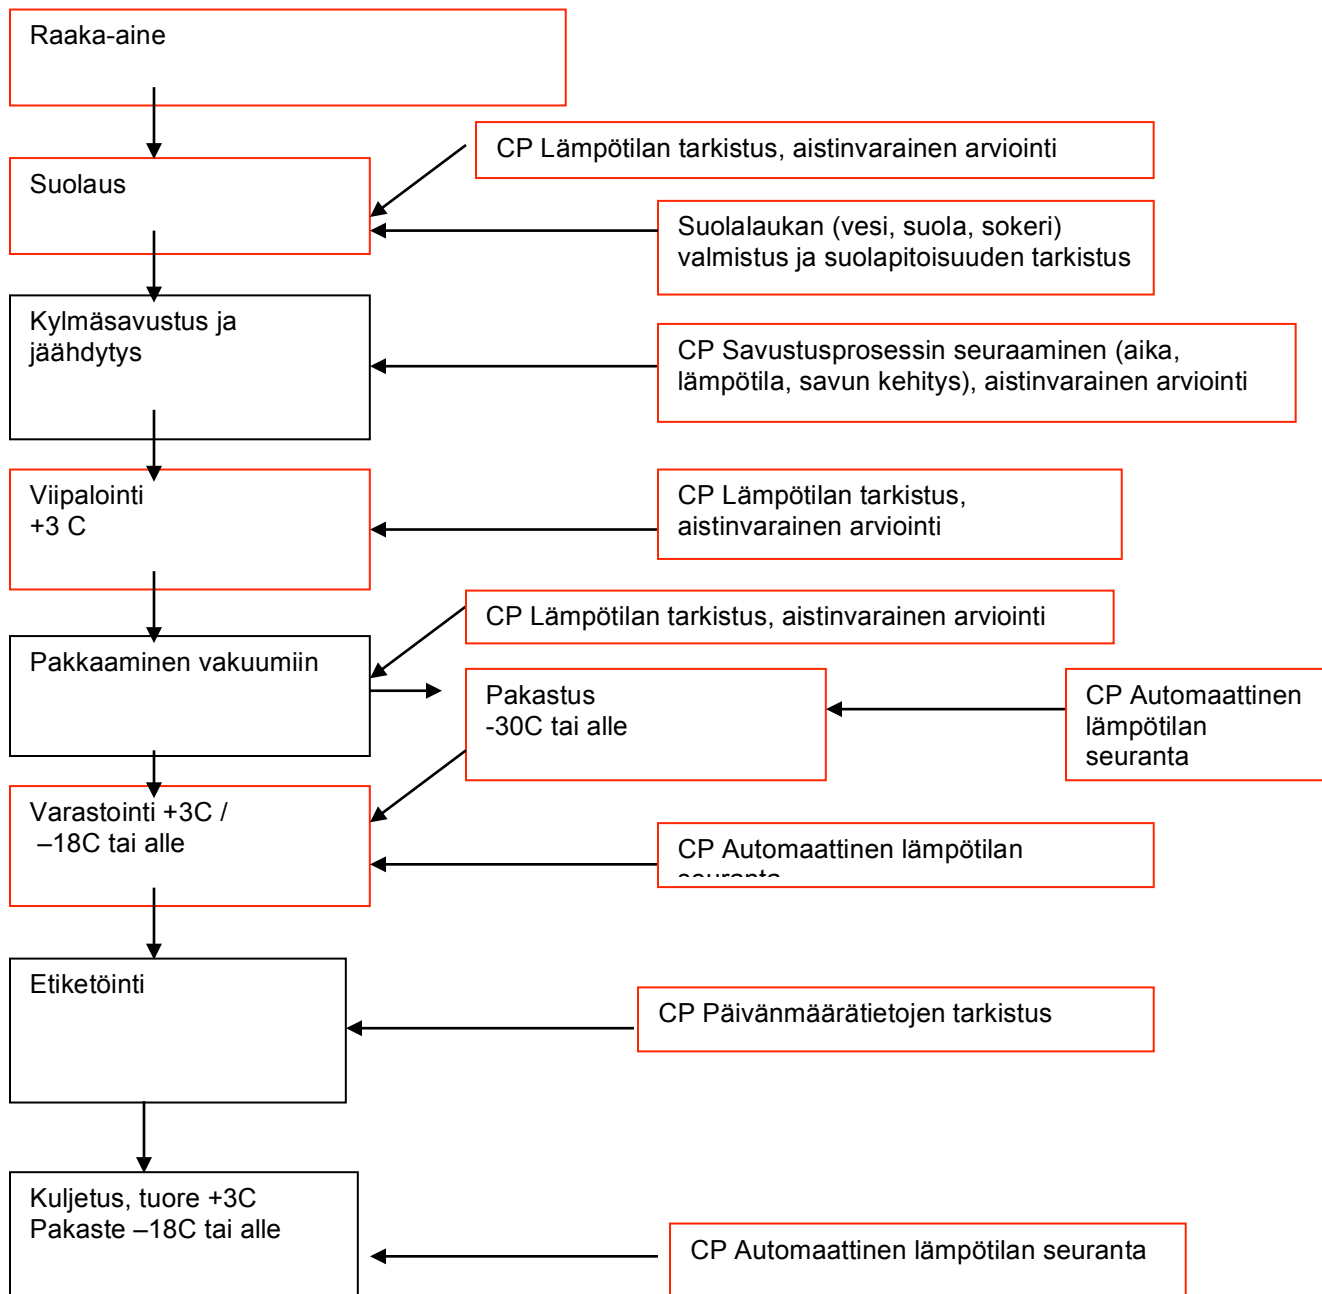 Raaka-aine
CP Lämpötilan tarkistus, aistinvarainen arviointi
Suolaus
Suolalaukan (vesi, suola, sokeri)
valmistus ja suolapitoisuuden tarkistus
Kylmäsavustus ja
jäähdytys
CP Savustusprosessin seuraaminen (aika,
lämpötila, savun kehitys), aistinvarainen arviointi
Viipalointi
+3 C
CP Lämpötilan tarkistus,
aistinvarainen arviointi
CP Lämpötilan tarkistus, aistinvarainen arviointi
Pakkaaminen vakuumiin
Pakastus
-30C tai alle
CP Automaattinen
lämpötilan
seuranta
Varastointi +3C /
–18C tai alle
CP Automaattinen lämpötilan
seuranta
Etiketöinti
CP Päivänmäärätietojen tarkistus
Kuljetus, tuore +3C
Pakaste –18C tai alle
CP Automaattinen lämpötilan seuranta